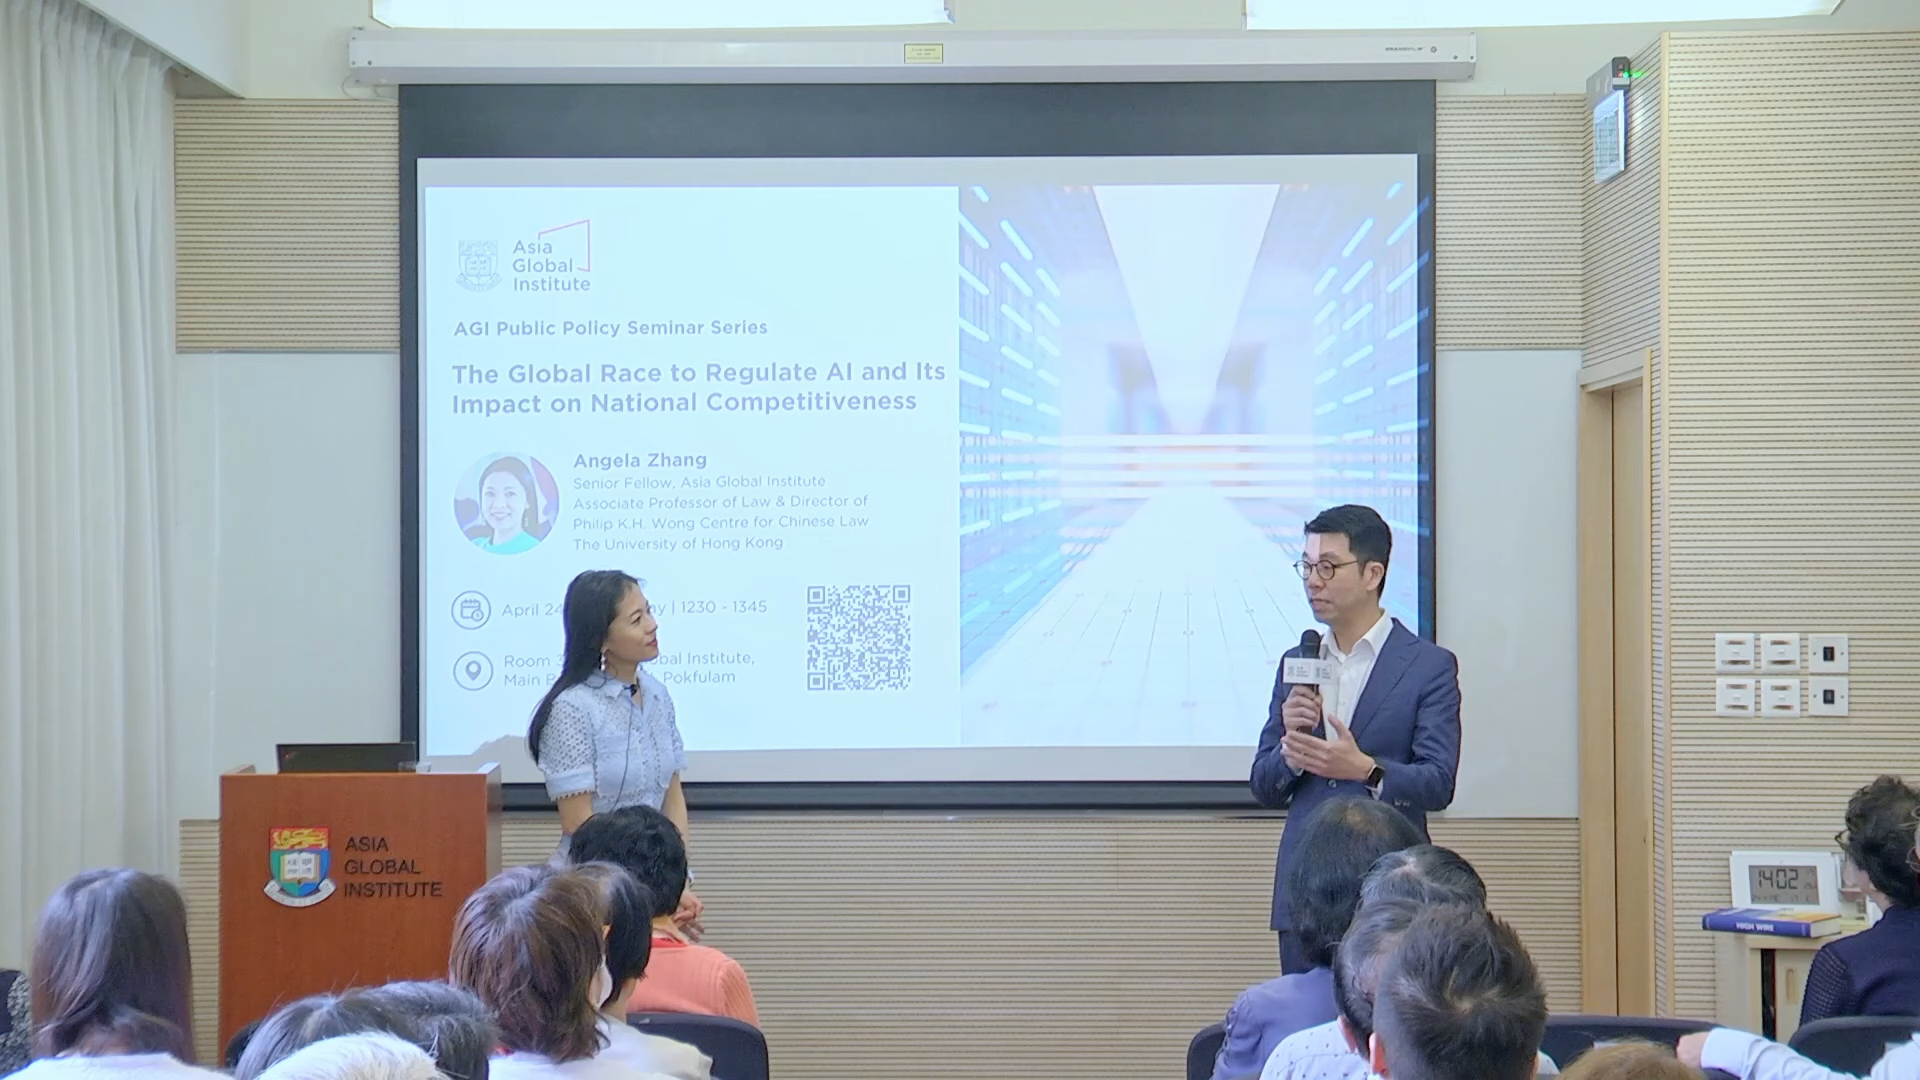 Asia
Global
Institute
AGI Public Policy Seminar Series
The Global Race to Regulate AI and Its
Impact on National Competitiveness
Angela Zhang
Senior Fellow, Asia Global Institute
Associate Professor of Law & Director of
Philip K.H. Wong Centre for Chinese Law
The University of Hong Kong
April 24 | 1230 - 1345
Room Institute,
Main Pokfulam
ASIA
GLOBAL
INSTITUTE
1402
HIGH WIRE